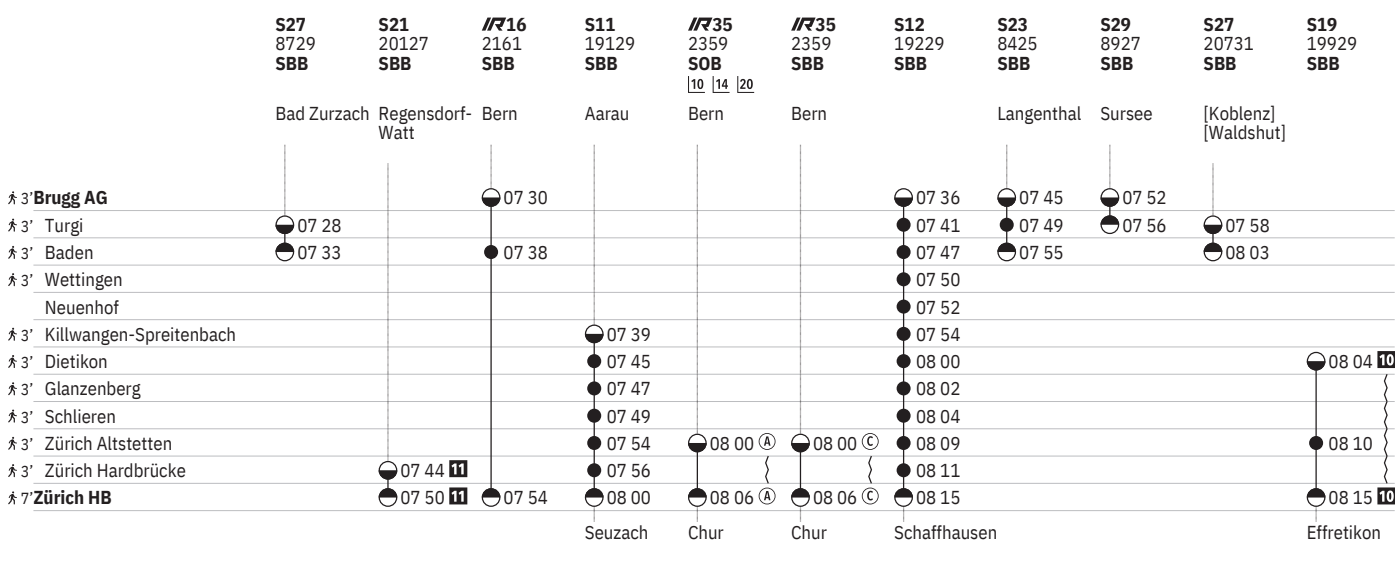 S27 S21 IR16 S11 IR35 IR35 S12 S23 S29 S27 S19
8729 20127 2161 19129 2359 2359 19229 8425 8927 20731 19929
SBB SBB SBB SBB SOB SBB SBB SBB SBB SBB SBB
10 14 20
Bad Zurzach Regensdorf- Bern Aarau Bern Bern Langenthal Sursee [Koblenz]
Watt [Waldshut]
3' Brugg AG 07 30 07 36 07 45 07 52
3' Turgi 07 28 07 41 07 49 07 56 07 58
3' Baden 07 33 07 38 07 47 07 55 08 03
3' Wettingen 07 50
Neuenhof 07 52
3' Killwangen-Spreitenbach 07 39 07 54
3' Dietikon 07 45 08 00 08 04 10
3' Glanzenberg 07 47 08 02
3' Schlieren 07 49 08 04
3' Zürich Altstetten 07 54 08 00 A 08 00 C 08 09 08 10
3' Zürich Hardbrücke 07 44 11 07 56 08 11
7' Zürich HB 07 50 11 07 54 08 00 08 06 A 08 06 C 08 15 08 15 10
Seuzach Chur Chur Schaffhausen Effretikon